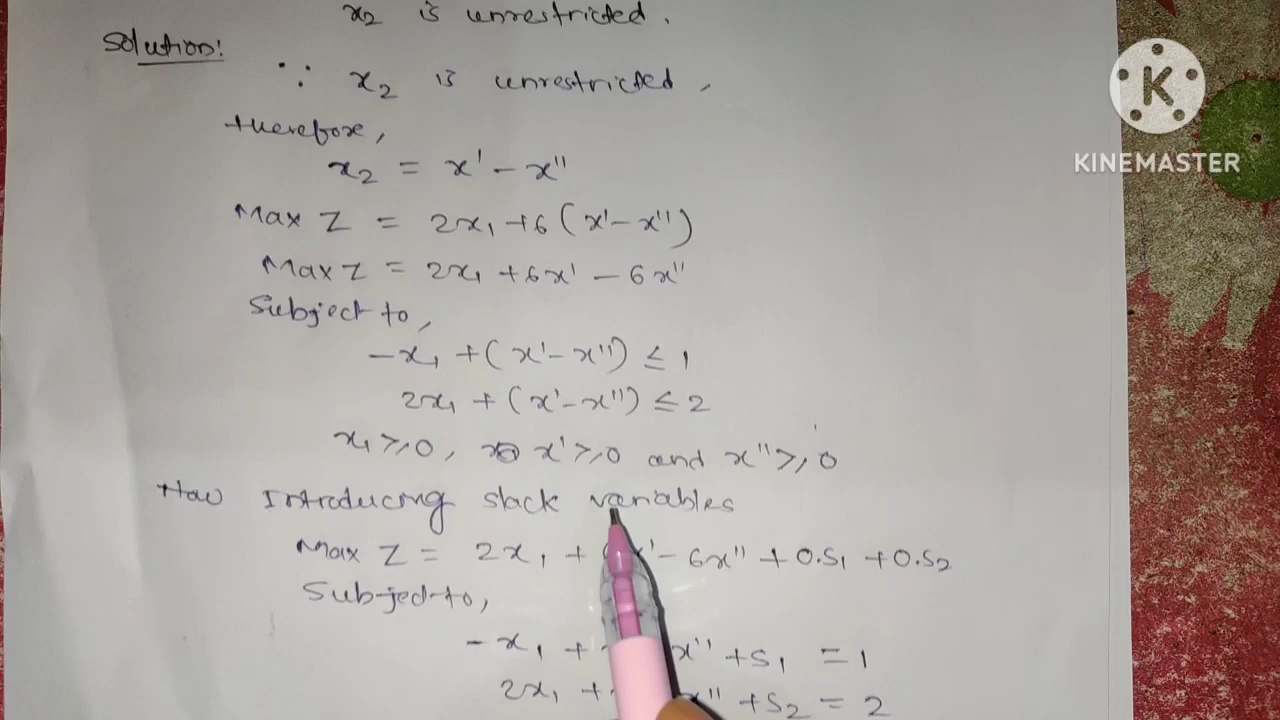 x₂ is unrestricted.
Solution:
∵ x₂ is unrestricted,
therefore,
x₂ = x' - x''
Max Z = 2x₁ + 6(x' - x'')
Max Z = 2x₁ + 6x' - 6x''
Subject to,
-x₁ + (x' - x'') ≤ 1
2x₁ + (x' - x'') ≤ 2
x₁ ≥ 0, x' ≥ 0 and x'' ≥ 0
Now Introducing slack variables
Max Z = 2x₁ + x' - 6x'' + 0.S₁ + 0.S₂
Subject to,
-x₁ + x'' + S₁ = 1
2x₁ + x'' + S₂ = 2
K
KINEMASTER